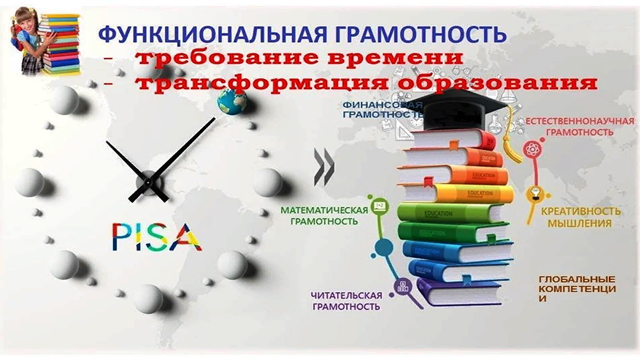 ФУНКЦИОНАЛЬНАЯ ГРАМОТНОСТЬ
- требование времени
- трансформация образования
ФИНАНСОВАЯ
ГРАМОТНОСТЬ
ЕСТЕСТВЕННОНАУЧНАЯ
ГРАМОТНОСТЬ
МАТЕМАТИЧЕСКАЯ
ГРАМОТНОСТЬ
КРЕАТИВНОСТЬ
МЫШЛЕНИЯ
PISA
EDUCATION
ГЛОБАЛЬНЫЕ
КОМПЕТЕНЦИ
И
ЧИТАТЕЛЬСКАЯ
ГРАМОТНОСТЬ